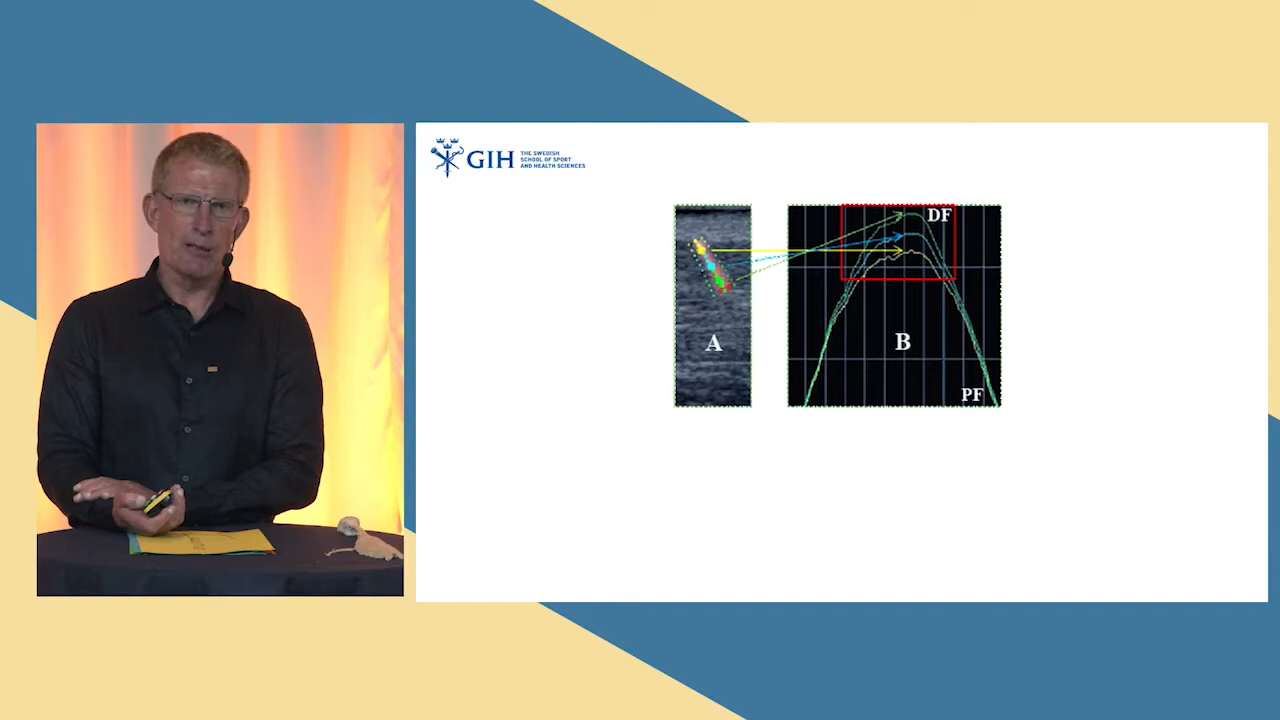 GIH
THE SWEDISH
SCHOOL OF SPORT
AND HEALTH SCIENCES
DF
A
B
PF